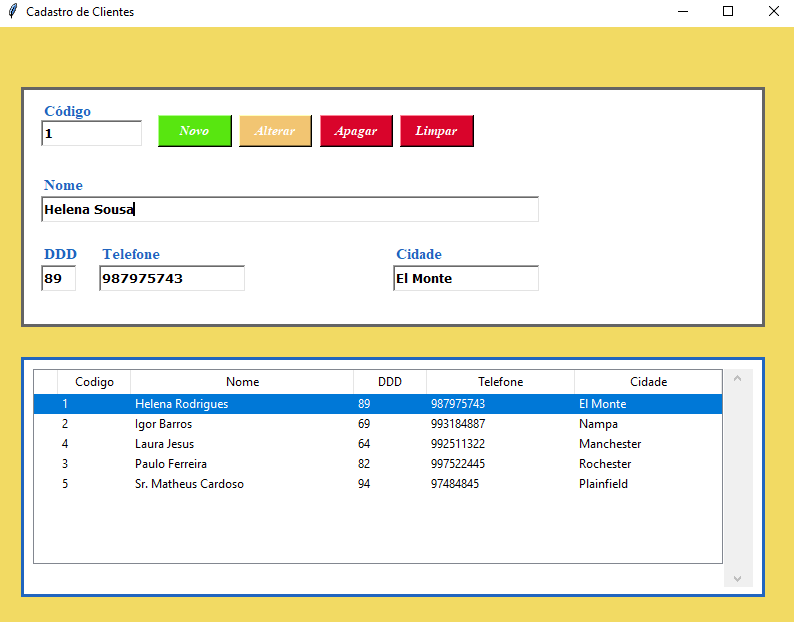 Cadastro de Clientes
Código
1 Novo Alterar Apagar Limpar
Nome
Helena Sousa
DDD Telefone Cidade
89 987975743 El Monte
Codigo Nome DDD Telefone Cidade
1 Helena Rodrigues 89 987975743 El Monte
2 Igor Barros 69 993184887 Nampa
4 Laura Jesus 64 992511322 Manchester
3 Paulo Ferreira 82 997522445 Rochester
5 Sr. Matheus Cardoso 94 97484845 Plainfield